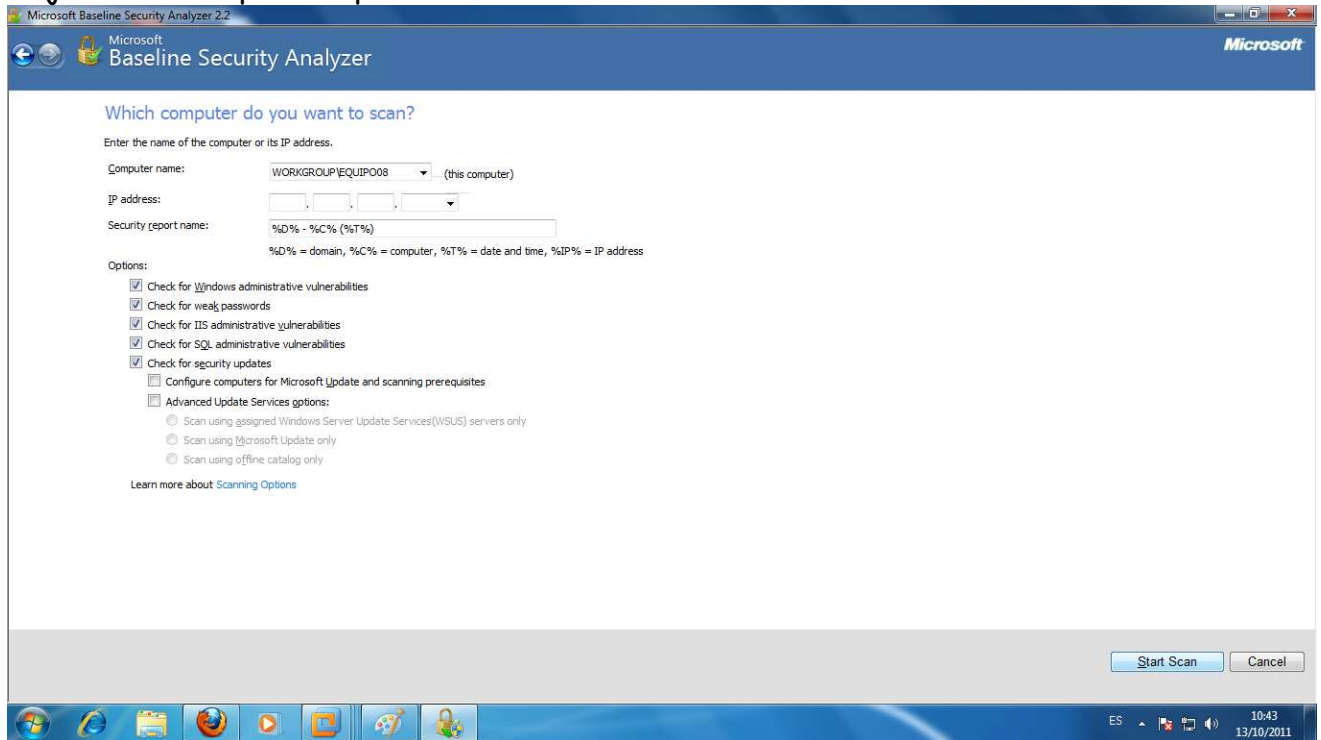 Microsoft Baseline Security Analyzer 2.2
Microsoft
Baseline Security Analyzer
Microsoft
Which computer do you want to scan?
Enter the name of the computer or its IP address.
Computer name:
WORKGROUP\EQUIPO08
(this computer)
IP address:
. . .
Security report name:
%D% - %C% (%T%)
%D% = domain, %C% = computer, %T% = date and time, %IP% = IP address
Options:
Check for Windows administrative vulnerabilities
Check for weak passwords
Check for IIS administrative vulnerabilities
Check for SQL administrative vulnerabilities
Check for security updates
Configure computers for Microsoft Update and scanning prerequisites
Advanced Update Services options:
Scan using assigned Windows Server Update Services(WSUS) servers only
Scan using Microsoft Update only
Scan using offline catalog only
Learn more about Scanning Options
Start Scan
Cancel
ES
10:43
13/10/2011